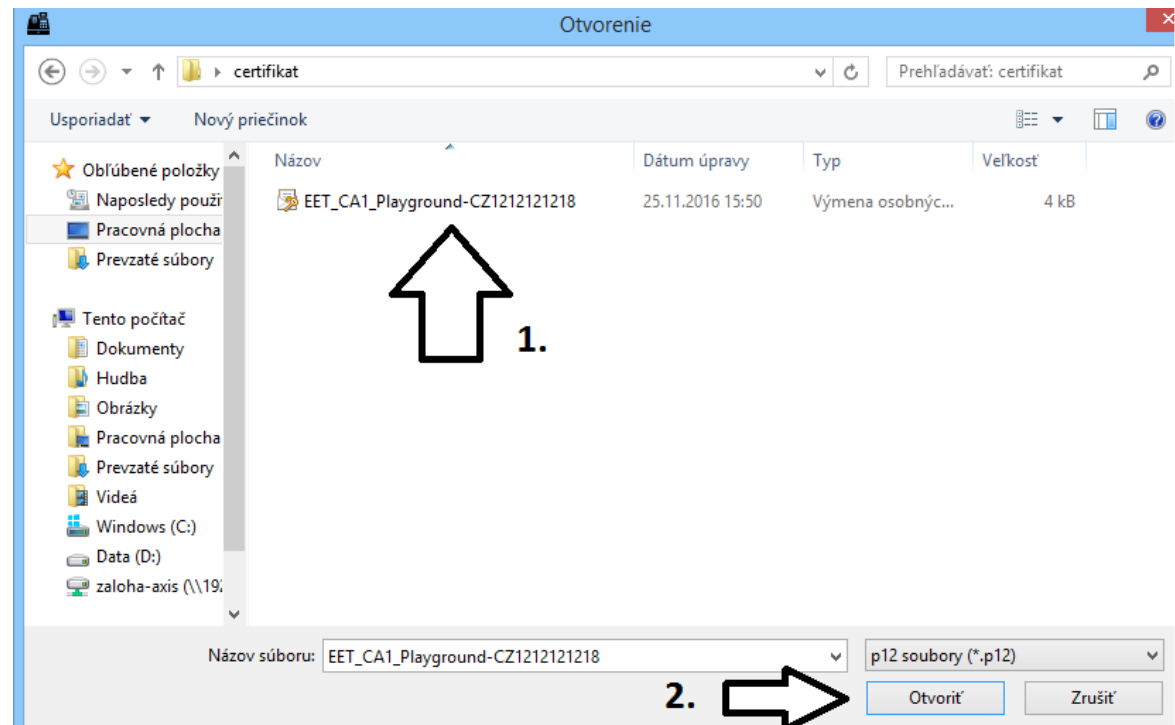 Otvorenie
certifikat
Prehľadávať: certifikat
Usporiadať
Nový priečinok
Obľúbené položky
Naposledy použi
Pracovná plocha
Prevzaté súbory
Tento počítač
Dokumenty
Hudba
Obrázky
Pracovná plocha
Prevzaté súbory
Videá
Windows (C:)
Data (D:)
zaloha-axis (\\19
Názov Dátum úpravy Typ Veľkosť
EET_CA1_Playground-CZ1212121218 25.11.2016 15:50 Výmena osobnýc... 4 kB
1.
Názov súboru: EET_CA1_Playground-CZ1212121218 p12 soubory (*.p12)
2. Otvoriť Zrušiť